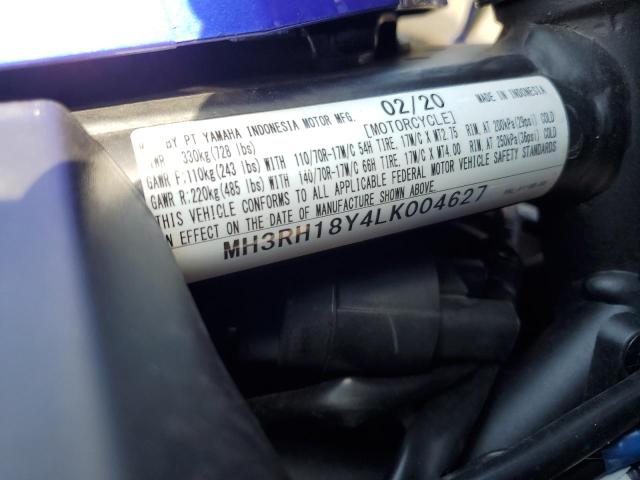 BY PT YAMAHA INDONESIA MOTOR MFG. 02/20 MADE IN INDONESIA
330kg(728 lbs) [MOTORCYCLE]
GAWR F:110kg(243 lbs) WITH 110/70R-17M/C 54H TIRE, 17M/C X MT2.75 RIM, AT 200kPa(29psi) COLD
GAWR R:220kg(485 lbs) WITH 140/70R-17M/C 66H TIRE, 17M/C X MT4.00 RIM, AT 250kPa(36psi) COLD
THIS VEHICLE CONFORMS TO ALL APPLICABLE FEDERAL MOTOR VEHICLE SAFETY STANDARDS
IN EFFECT ON THE DATE OF MANUFACTURE SHOWN ABOVE.
MH3RH18Y4LK004627